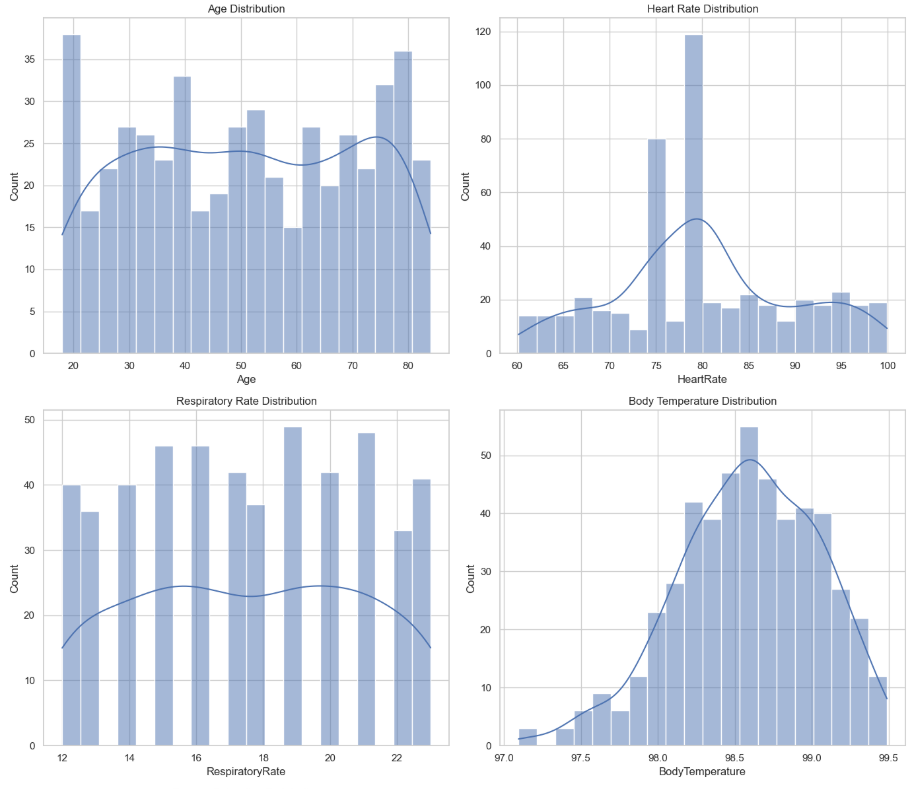 Age Distribution
Count
35
30
25
20
15
10
5
0
20 30 40 50 60 70 80
Age
Heart Rate Distribution
Count
120
100
80
60
40
20
0
60 65 70 75 80 85 90 95 100
HeartRate
Respiratory Rate Distribution
Count
50
40
30
20
10
0
12 14 16 18 20 22
RespiratoryRate
Body Temperature Distribution
Count
50
40
30
20
10
0
97.0 97.5 98.0 98.5 99.0 99.5
BodyTemperature